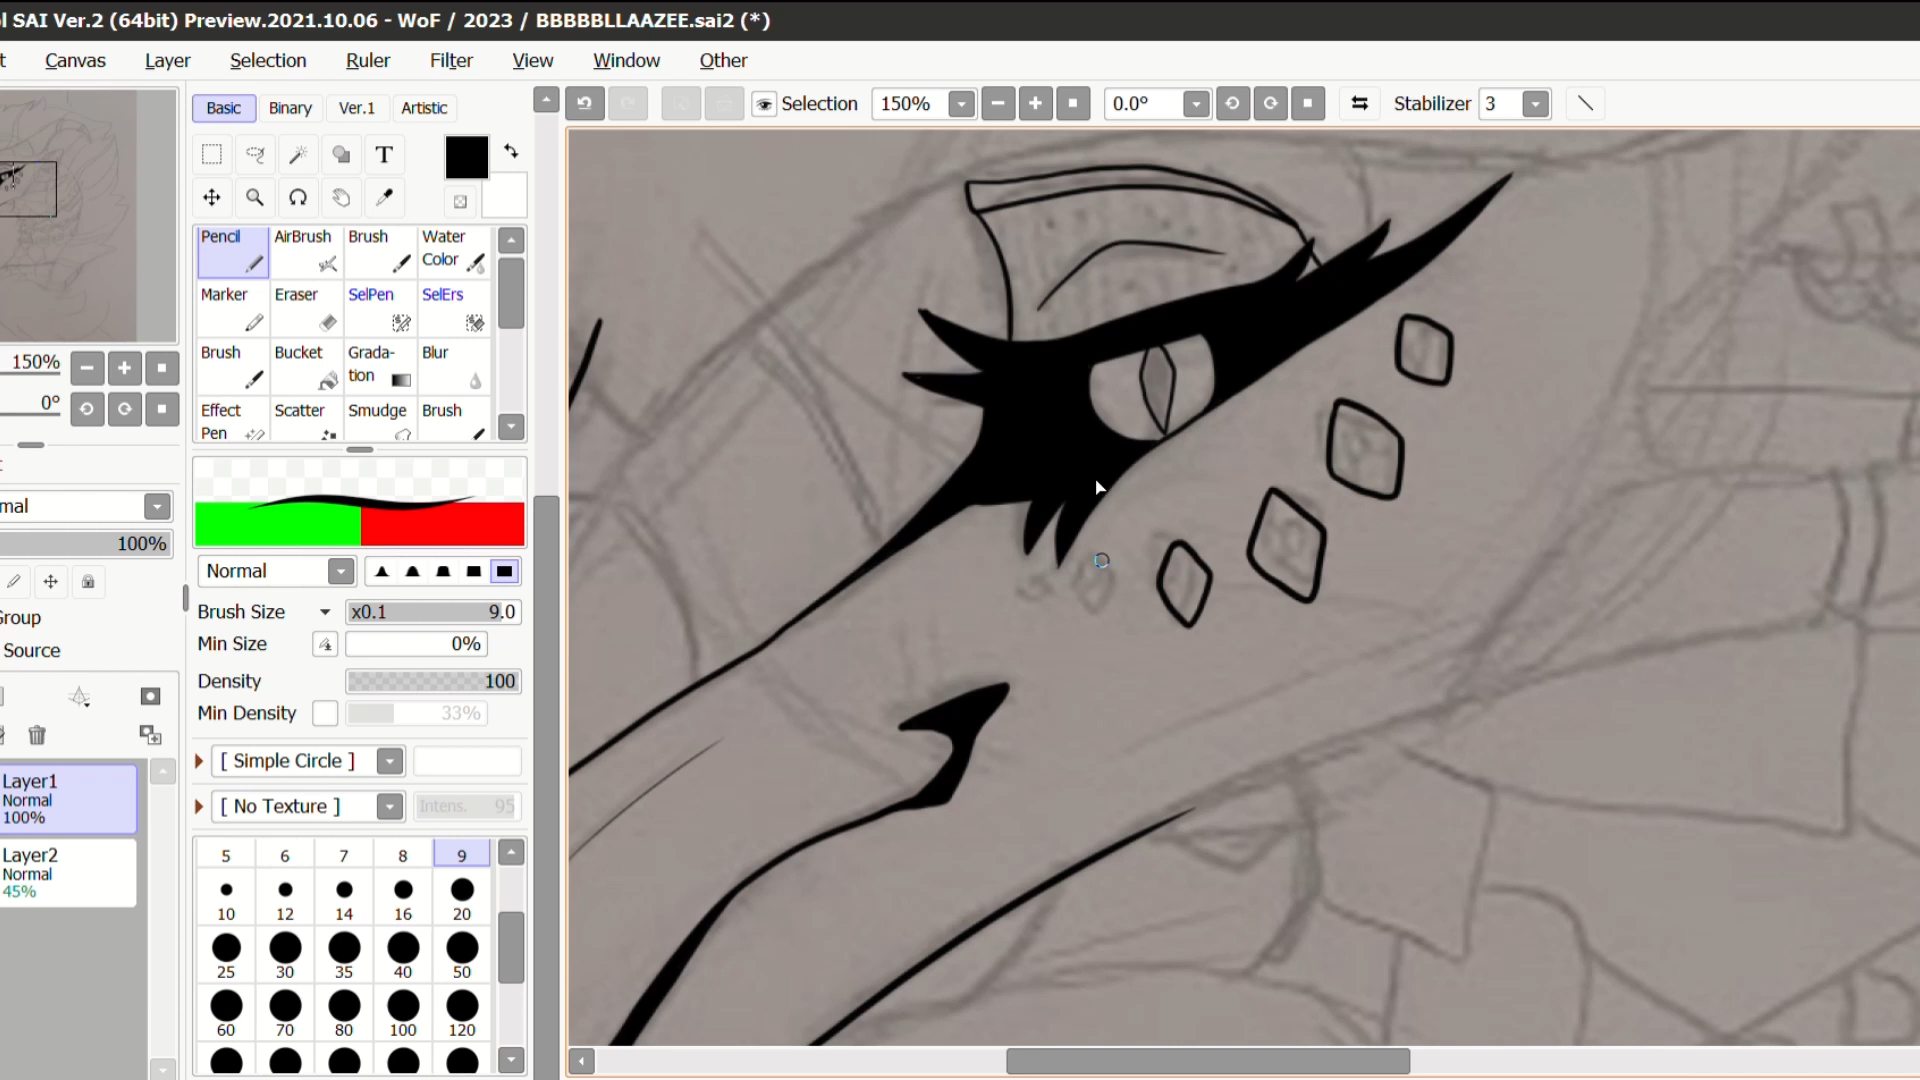 l SAI Ver.2 (64bit) Preview.2021.10.06 - WoF / 2023 / BBBBBLLAAZEE.sai2 (*)
t Canvas Layer Selection Ruler Filter View Window Other
Basic Binary Ver.1 Artistic
Selection 150% 0.0° Stabilizer 3
T
Pencil AirBrush Brush Water Color
Marker Eraser SelPen SelErs
Brush Bucket Grada-tion Blur
Effect Pen Scatter Smudge Brush
150%
0°
mal
100%
Group
Source
Normal
Brush Size x0.1 9.0
Min Size 0%
Density 100
Min Density 33%
[ Simple Circle ]
[ No Texture ] Intens. 95
5 6 7 8 9
10 12 14 16 20
25 30 35 40 50
60 70 80 100 120
Layer1
Normal
100%
Layer2
Normal
45%